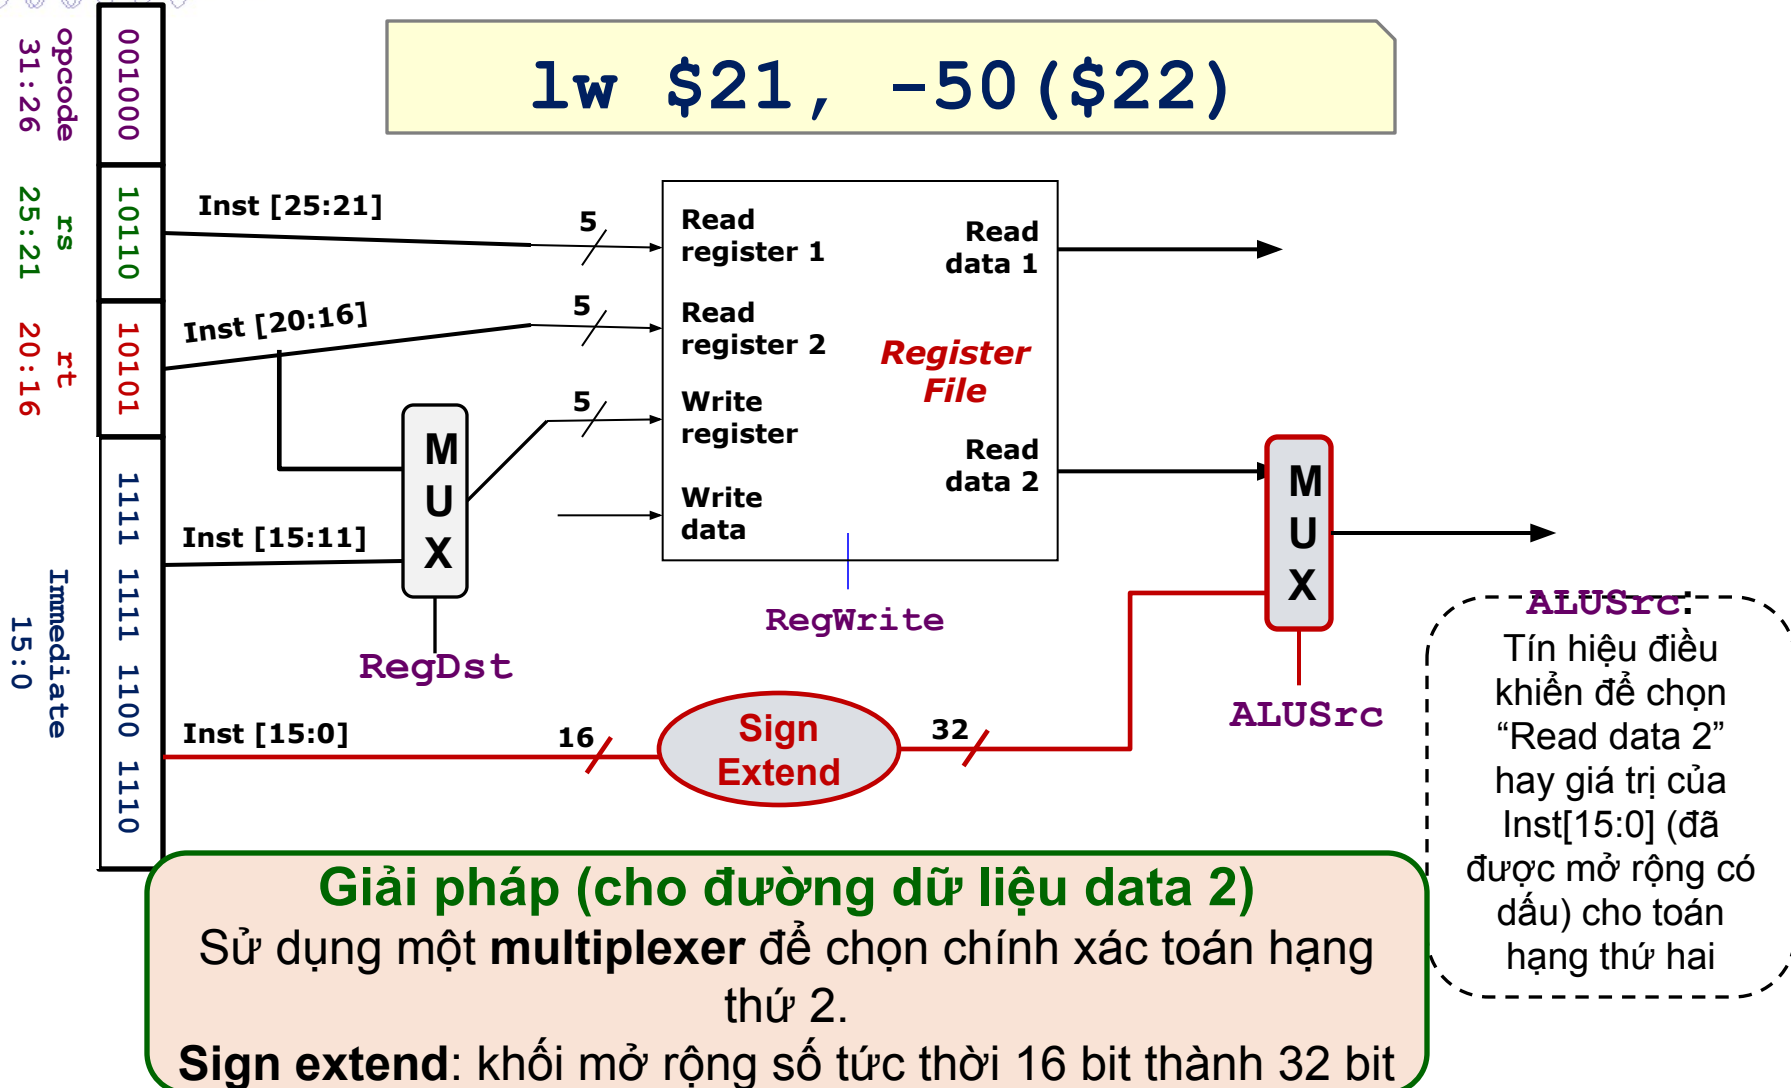 lw $21, -50($22)
opcode
31:26
001000
rs
25:21
10110
rt
20:16
10101
Immediate
15:0
1111 1111 1100 1110
Inst [25:21]
5
Inst [20:16]
5
5
Inst [15:11]
M
U
X
RegDst
Read
register 1
Read
register 2
Write
register
Write
data
Read
data 1
Register
File
Read
data 2
RegWrite
M
U
X
ALUSrc
Inst [15:0]
16
Sign
Extend
32
ALUSrc:
Tín hiệu điều
khiển để chọn
“Read data 2”
hay giá trị của
Inst[15:0] (đã
được mở rộng có
dấu) cho toán
hạng thứ hai
Giải pháp (cho đường dữ liệu data 2)
Sử dụng một multiplexer để chọn chính xác toán hạng
thứ 2.
Sign extend: khối mở rộng số tức thời 16 bit thành 32 bit